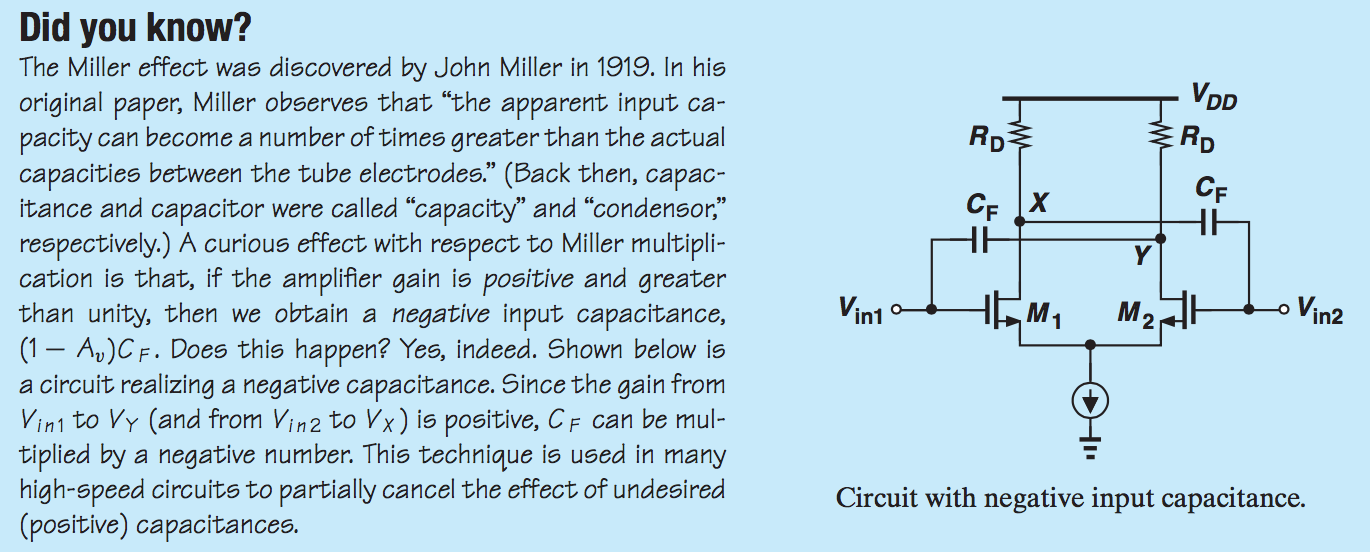 Did you know?
The Miller effect was discovered by John Miller in 1919. In his
original paper, Miller observes that “the apparent input ca-
pacity can become a number of times greater than the actual
capacities between the tube electrodes.” (Back then, capac-
itance and capacitor were called “capacity” and “condensor,”
respectively.) A curious effect with respect to Miller multipli-
cation is that, if the amplifier gain is positive and greater
than unity, then we obtain a negative input capacitance,
(1 − Av)CF. Does this happen? Yes, indeed. Shown below is
a circuit realizing a negative capacitance. Since the gain from
Vin1 to VY (and from Vin2 to VX) is positive, CF can be mul-
tiplied by a negative number. This technique is used in many
high-speed circuits to partially cancel the effect of undesired
(positive) capacitances.
VDD
RD RD
CF X CF
Y
Vin1 M1 M2 Vin2
Circuit with negative input capacitance.